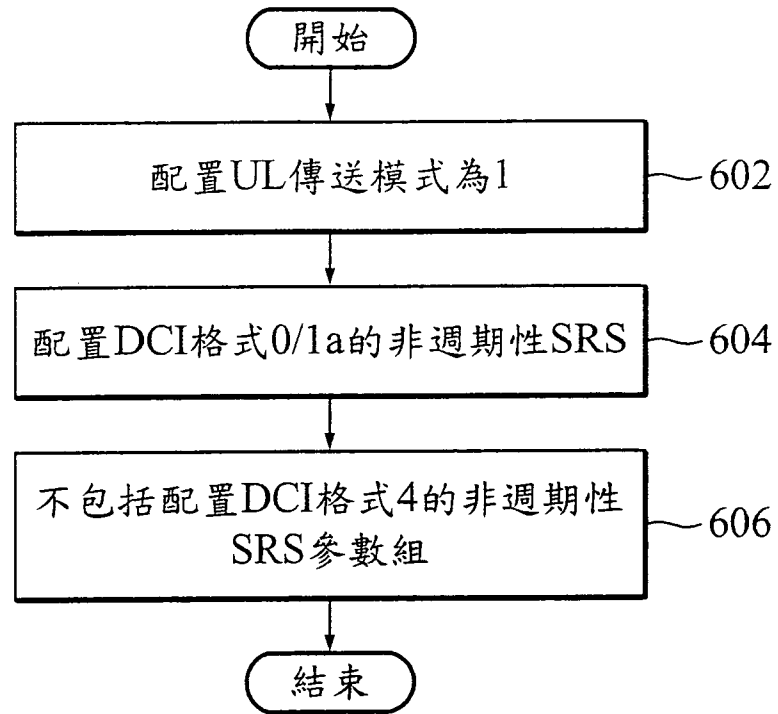 開始
配置UL傳送模式為1
602
配置DCI格式0/1a的非週期性SRS
604
不包括配置DCI格式4的非週期性
SRS參數組
606
結束